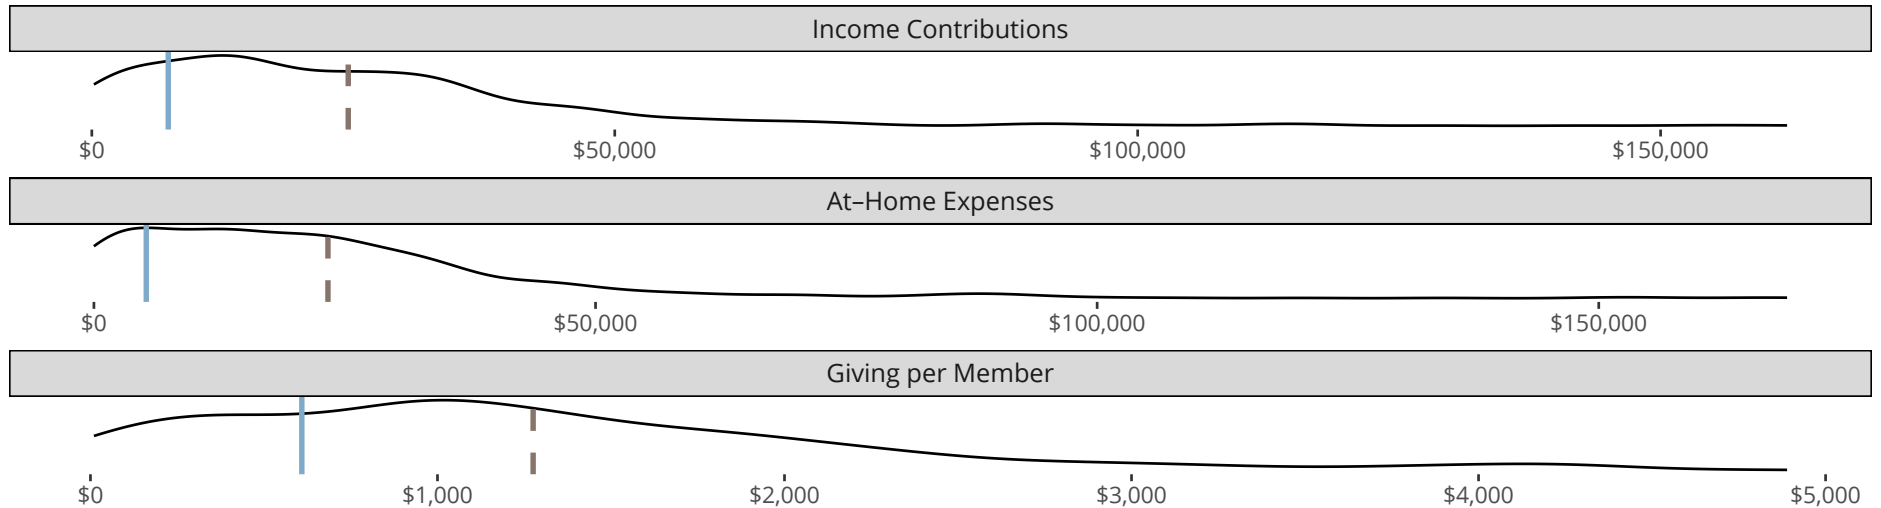 Income Contributions
$0 $50,000 $100,000 $150,000
At–Home Expenses
$0 $50,000 $100,000 $150,000
Giving per Member
$0 $1,000 $2,000 $3,000 $4,000 $5,000